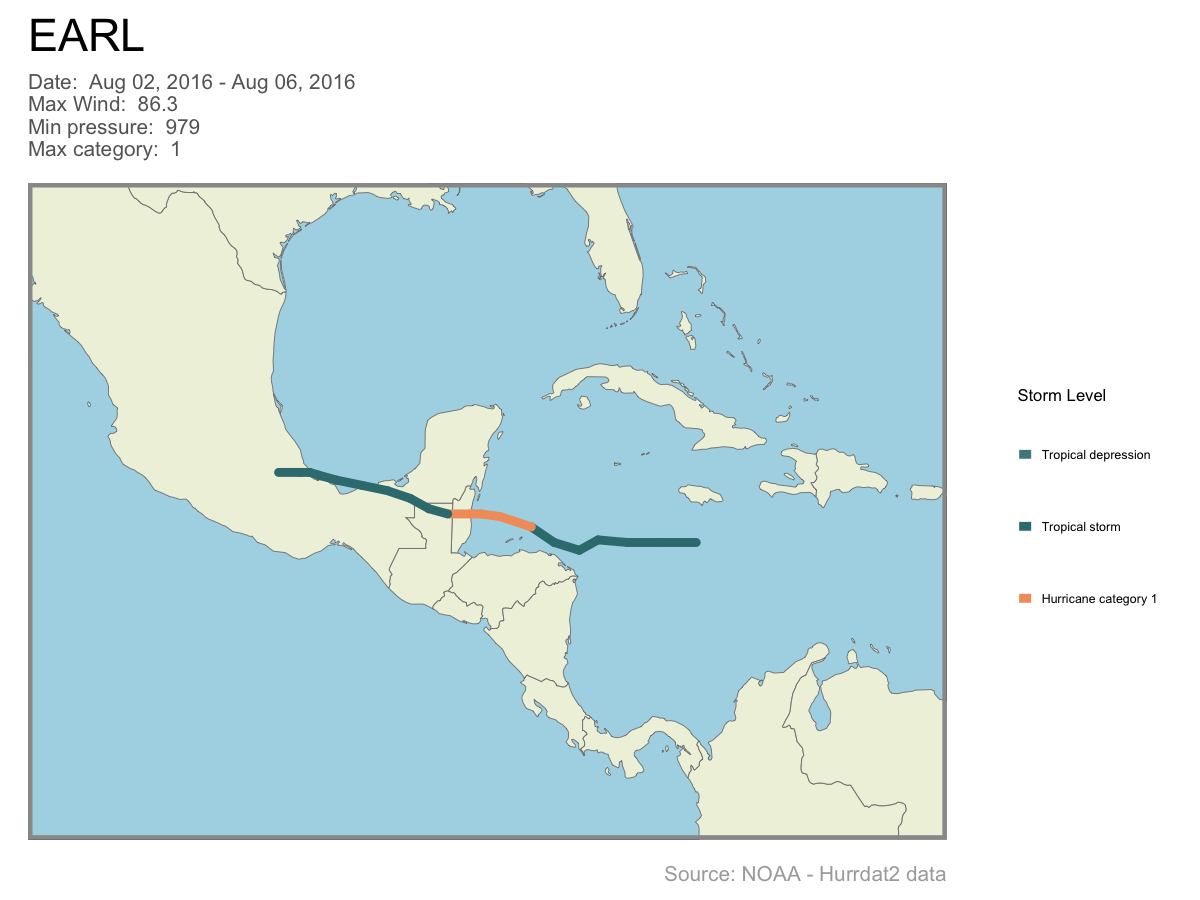 EARL
Date:  Aug 02, 2016 - Aug 06, 2016
Max Wind:  86.3
Min pressure:  979
Max category:  1
Storm Level
Tropical depression
Tropical storm
Hurricane category 1
Source: NOAA - Hurrdat2 data